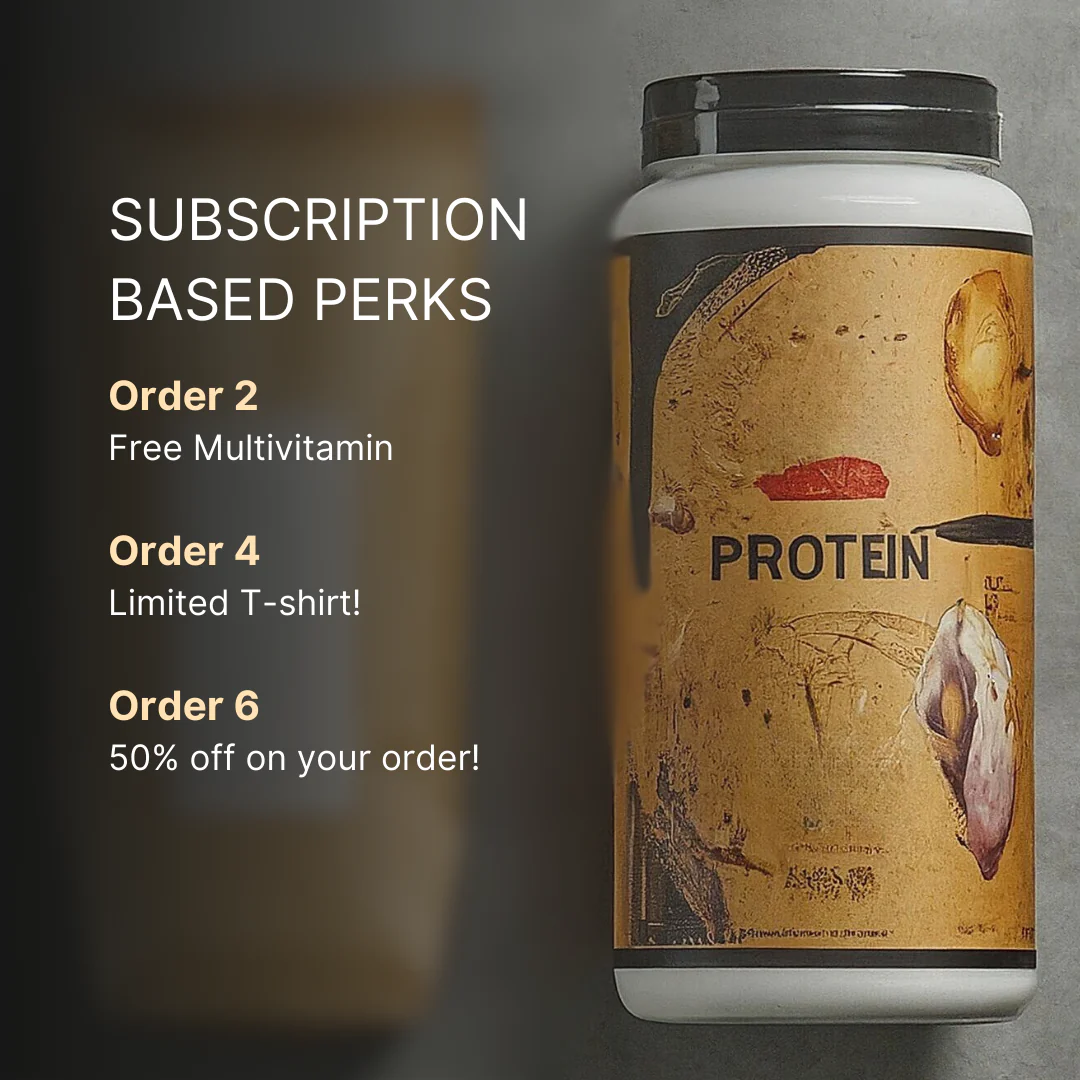 SUBSCRIPTION
BASED PERKS
Order 2
Free Multivitamin
Order 4
Limited T-shirt!
Order 6
50% off on your order!
PROTEIN